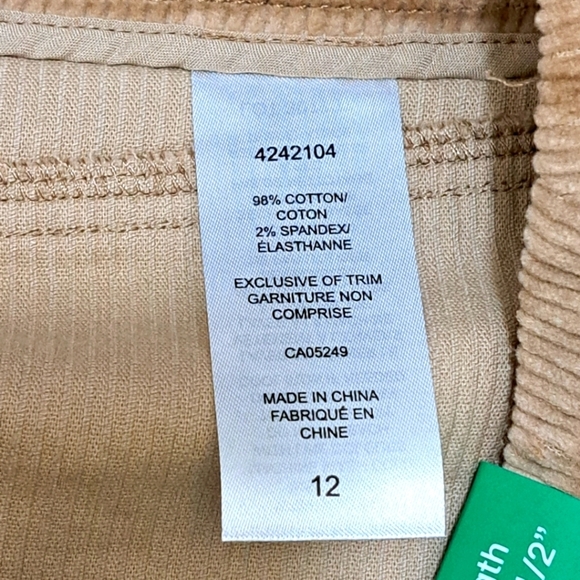 4242104
98% COTTON/
COTON
2% SPANDEX/
ÉLASTHANNE
EXCLUSIVE OF TRIM
GARNITURE NON
COMPRISE
CA05249
MADE IN CHINA
FABRIQUÉ EN
CHINE
12